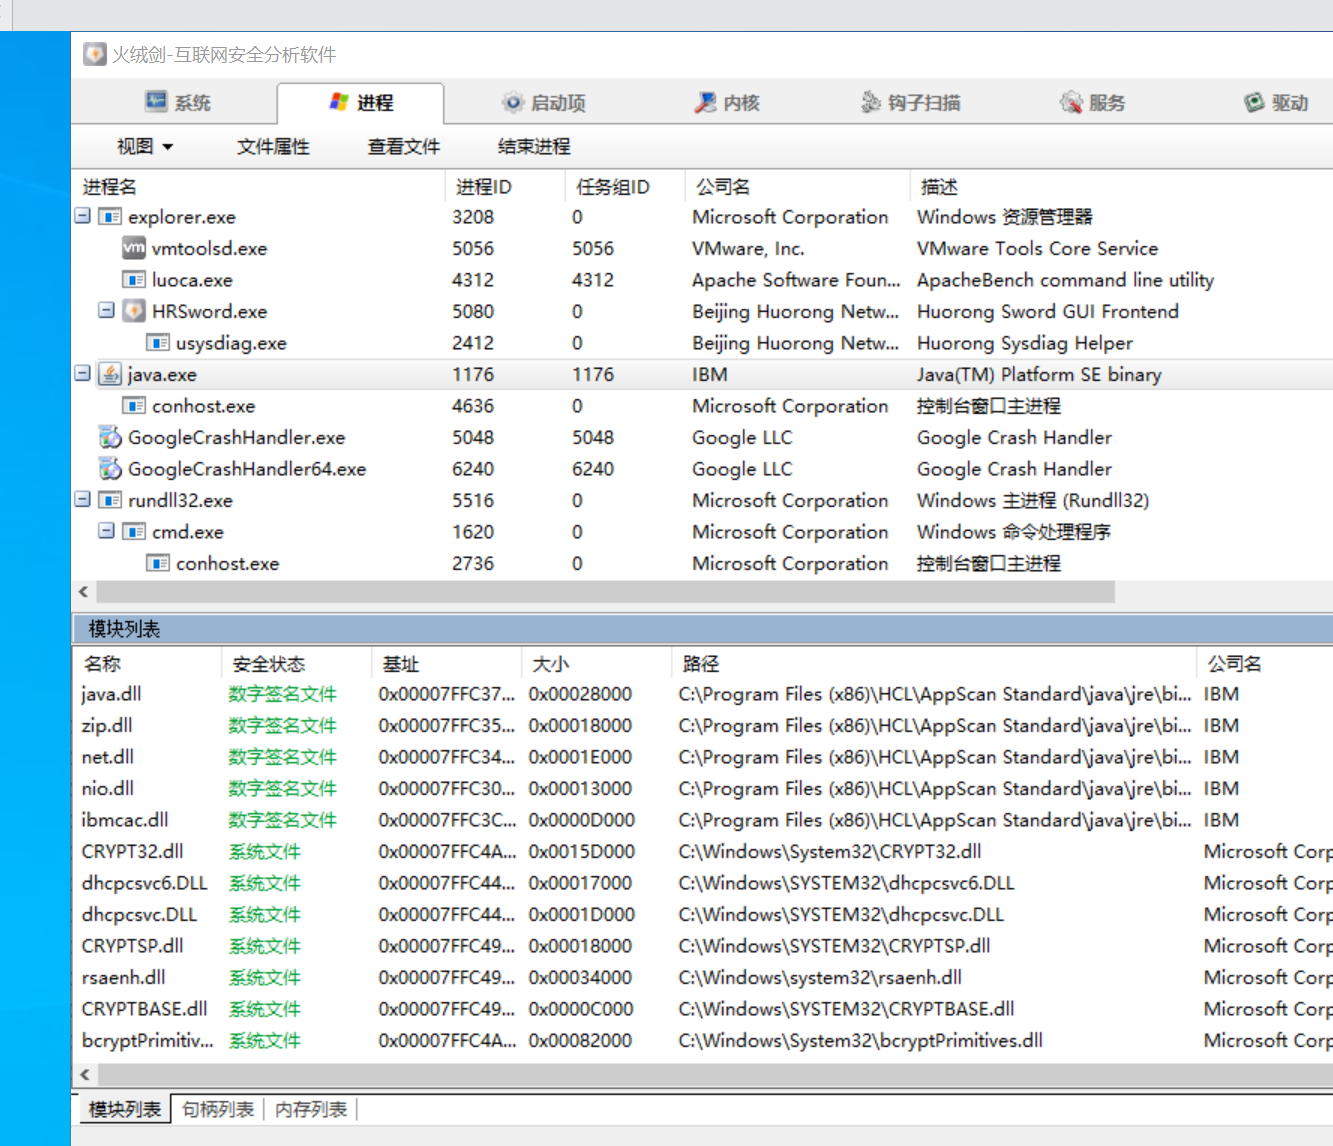 火绒剑-互联网安全分析软件
系统 进程 启动项 内核 钩子扫描 服务 驱动
视图 文件属性 查看文件 结束进程
进程名 进程ID 任务组ID 公司名 描述
explorer.exe 3208 0 Microsoft Corporation Windows 资源管理器
vmtoolsd.exe 5056 5056 VMware, Inc. VMware Tools Core Service
luoca.exe 4312 4312 Apache Software Foun... ApacheBench command line utility
HRSword.exe 5080 0 Beijing Huorong Netw... Huorong Sword GUI Frontend
usysdiag.exe 2412 0 Beijing Huorong Netw... Huorong Sysdiag Helper
java.exe 1176 1176 IBM Java(TM) Platform SE binary
conhost.exe 4636 0 Microsoft Corporation 控制台窗口主进程
GoogleCrashHandler.exe 5048 5048 Google LLC Google Crash Handler
GoogleCrashHandler64.exe 6240 6240 Google LLC Google Crash Handler
rundll32.exe 5516 0 Microsoft Corporation Windows 主进程 (Rundll32)
cmd.exe 1620 0 Microsoft Corporation Windows 命令处理程序
conhost.exe 2736 0 Microsoft Corporation 控制台窗口主进程
模块列表
名称 安全状态 基址 大小 路径 公司名
java.dll 数字签名文件 0x00007FFC37... 0x00028000 C:\Program Files (x86)\HCL\AppScan Standard\java\jre\bi... IBM
zip.dll 数字签名文件 0x00007FFC35... 0x00018000 C:\Program Files (x86)\HCL\AppScan Standard\java\jre\bi... IBM
net.dll 数字签名文件 0x00007FFC34... 0x0001E000 C:\Program Files (x86)\HCL\AppScan Standard\java\jre\bi... IBM
nio.dll 数字签名文件 0x00007FFC30... 0x00013000 C:\Program Files (x86)\HCL\AppScan Standard\java\jre\bi... IBM
ibmcac.dll 数字签名文件 0x00007FFC3C... 0x0000D000 C:\Program Files (x86)\HCL\AppScan Standard\java\jre\bi... IBM
CRYPT32.dll 系统文件 0x00007FFC4A... 0x0015D000 C:\Windows\System32\CRYPT32.dll Microsoft Corp
dhcpcsvc6.DLL 系统文件 0x00007FFC44... 0x00017000 C:\Windows\SYSTEM32\dhcpcsvc6.DLL Microsoft Corp
dhcpcsvc.DLL 系统文件 0x00007FFC44... 0x0001D000 C:\Windows\SYSTEM32\dhcpcsvc.DLL Microsoft Corp
CRYPTSP.dll 系统文件 0x00007FFC49... 0x00018000 C:\Windows\SYSTEM32\CRYPTSP.dll Microsoft Corp
rsaenh.dll 系统文件 0x00007FFC49... 0x00034000 C:\Windows\system32\rsaenh.dll Microsoft Corp
CRYPTBASE.dll 系统文件 0x00007FFC49... 0x0000C000 C:\Windows\SYSTEM32\CRYPTBASE.dll Microsoft Corp
bcryptPrimitiv... 系统文件 0x00007FFC4A... 0x00082000 C:\Windows\System32\bcryptPrimitives.dll Microsoft Corp
模块列表 句柄列表 内存列表